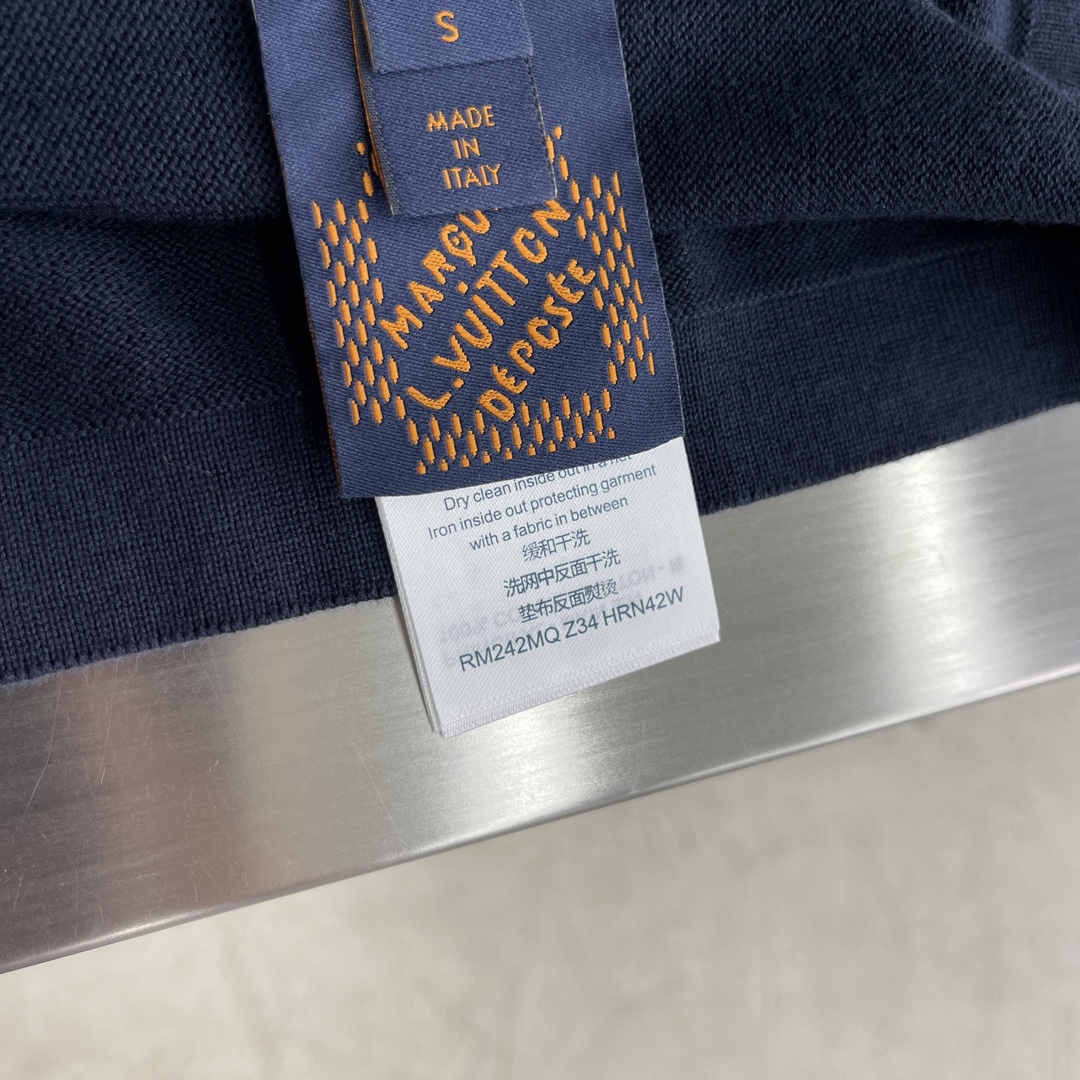 S
MADE
IN
ITALY
L.VUITTON
DÉPOSÉE
Dry clean inside out in a net
Iron inside out protecting garment
with a fabric in between
缓和干洗
洗网中反面干洗
垫布反面熨烫
RM242MQ Z34 HRN42W